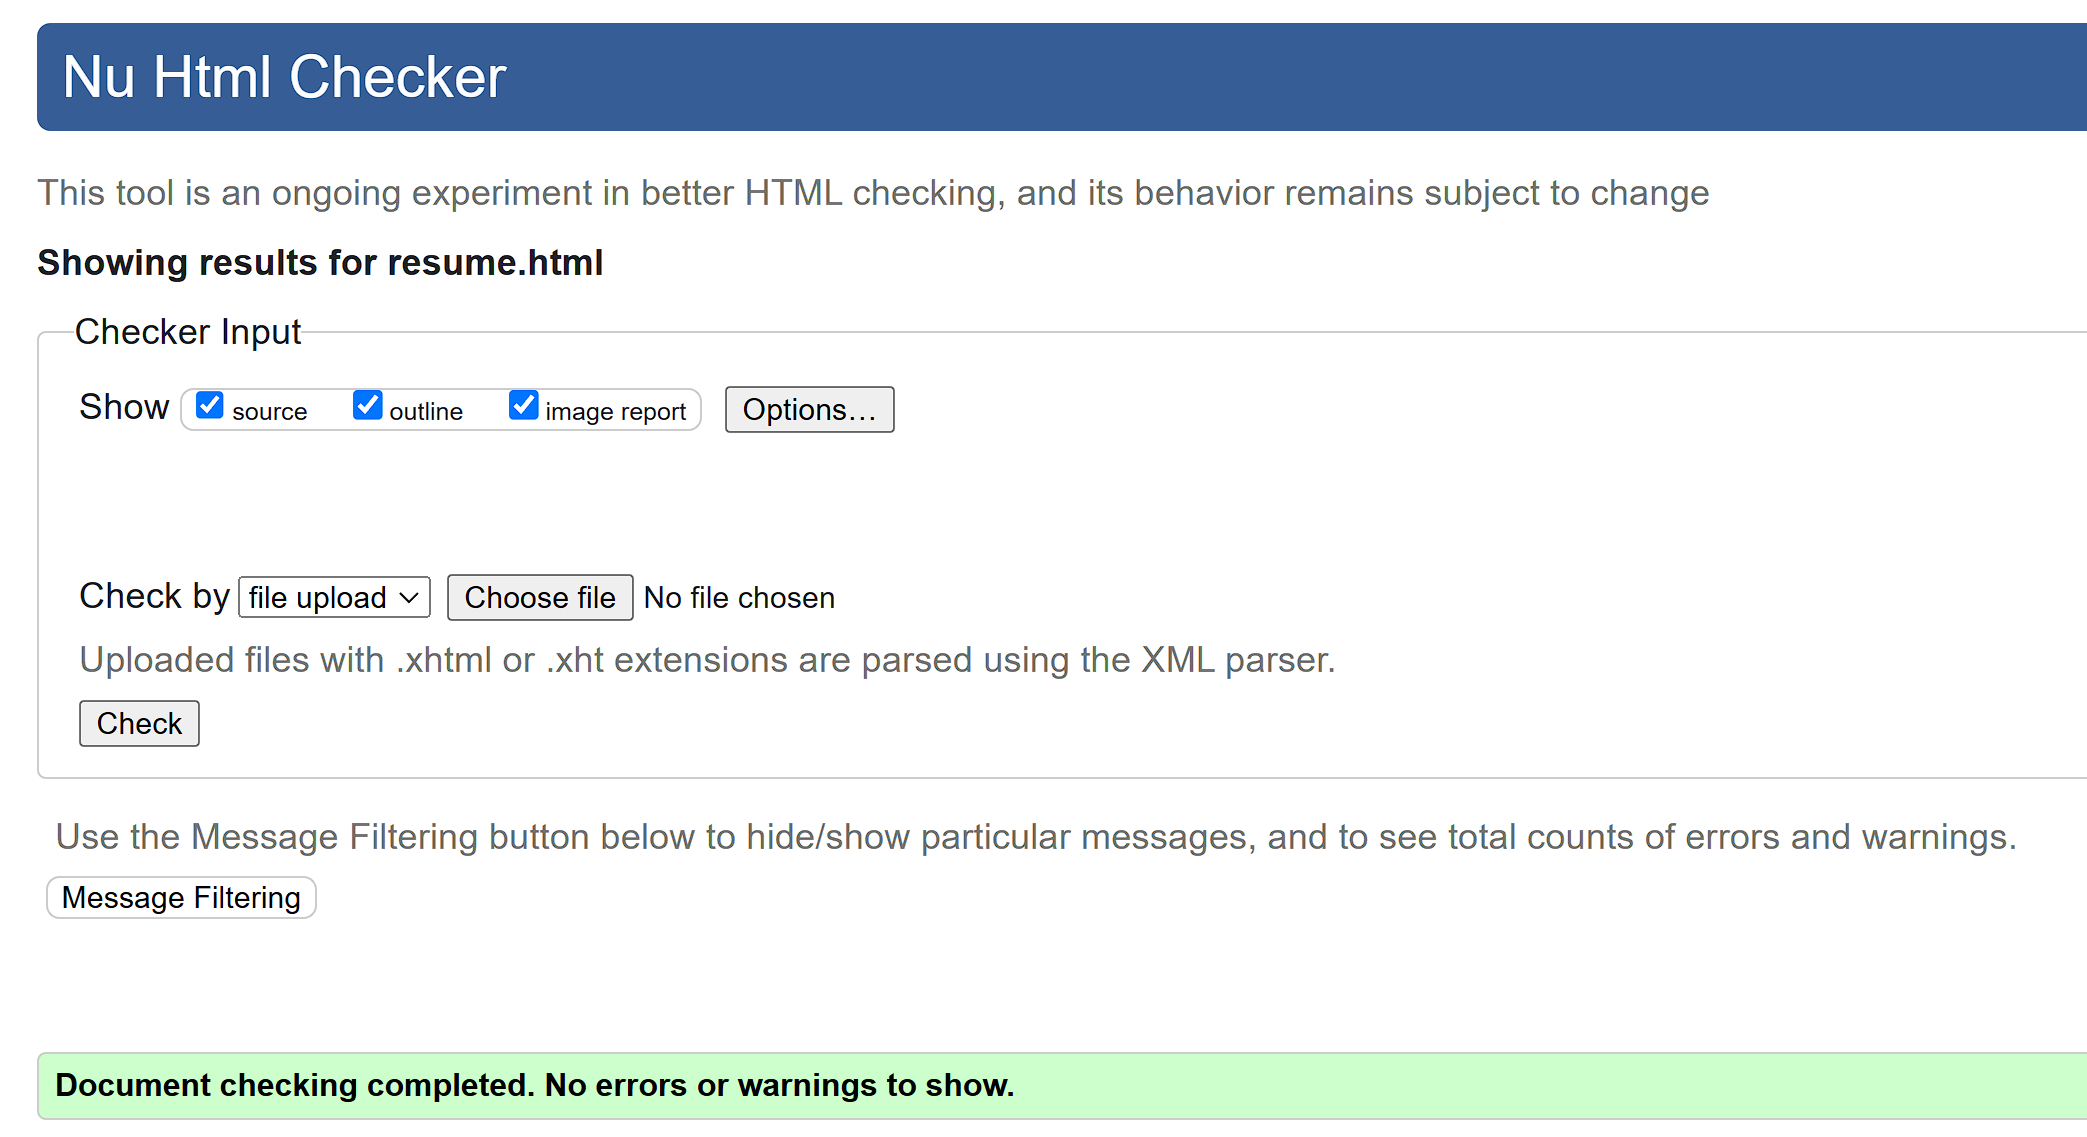 Nu Html Checker
This tool is an ongoing experiment in better HTML checking, and its behavior remains subject to change
Showing results for resume.html
Checker Input
Show source outline image report Options…
Check by file upload Choose file No file chosen
Uploaded files with .xhtml or .xht extensions are parsed using the XML parser.
Check
Use the Message Filtering button below to hide/show particular messages, and to see total counts of errors and warnings.
Message Filtering
Document checking completed. No errors or warnings to show.